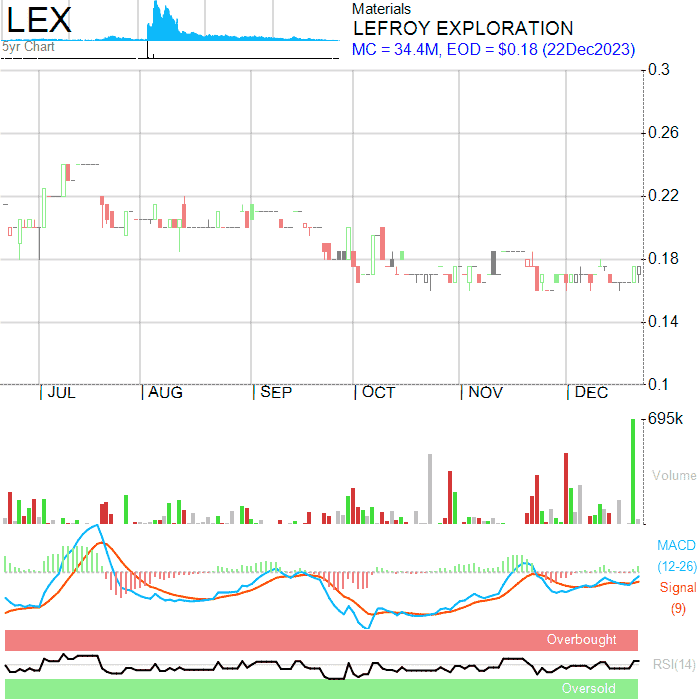 LEX
5yr Chart
Materials
LEFROY EXPLORATION
MC = 34.4M, EOD = $0.18 (22Dec2023)
0.3
0.26
0.22
0.18
0.14
0.1
JUL AUG SEP OCT NOV DEC
695k
Volume
MACD
(12-26)
Signal
(9)
Overbought
RSI(14)
Oversold